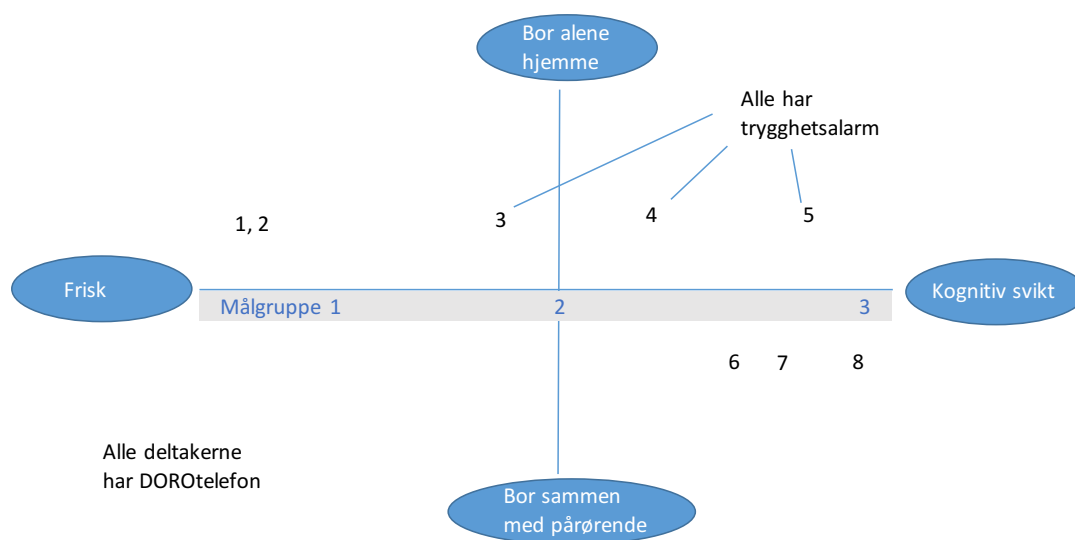 Bor alene
hjemme
Alle har
trygghetsalarm
1, 2
3
4
5
Frisk
Kognitiv svikt
Målgruppe 1
2
3
6
7
8
Alle deltakerne
har DOROtelefon
Bor sammen
med pårørende